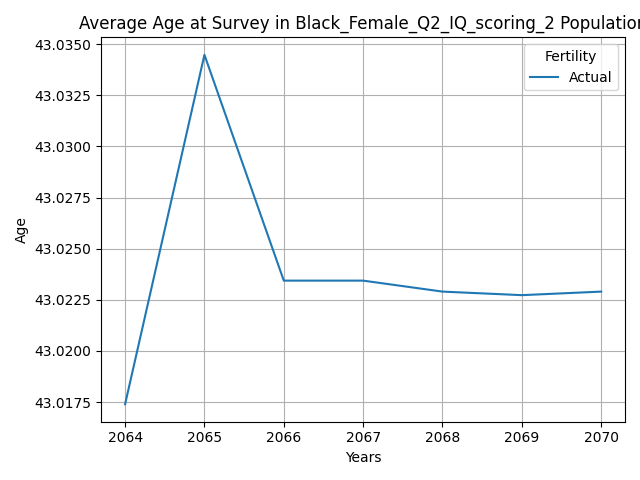 Average Age at Survey in Black_Female_Q2_IQ_scoring_2 Population
Fertility
Actual
43.0350
43.0325
43.0300
43.0275
43.0250
43.0225
43.0200
43.0175
Age
2064 2065 2066 2067 2068 2069 2070
Years